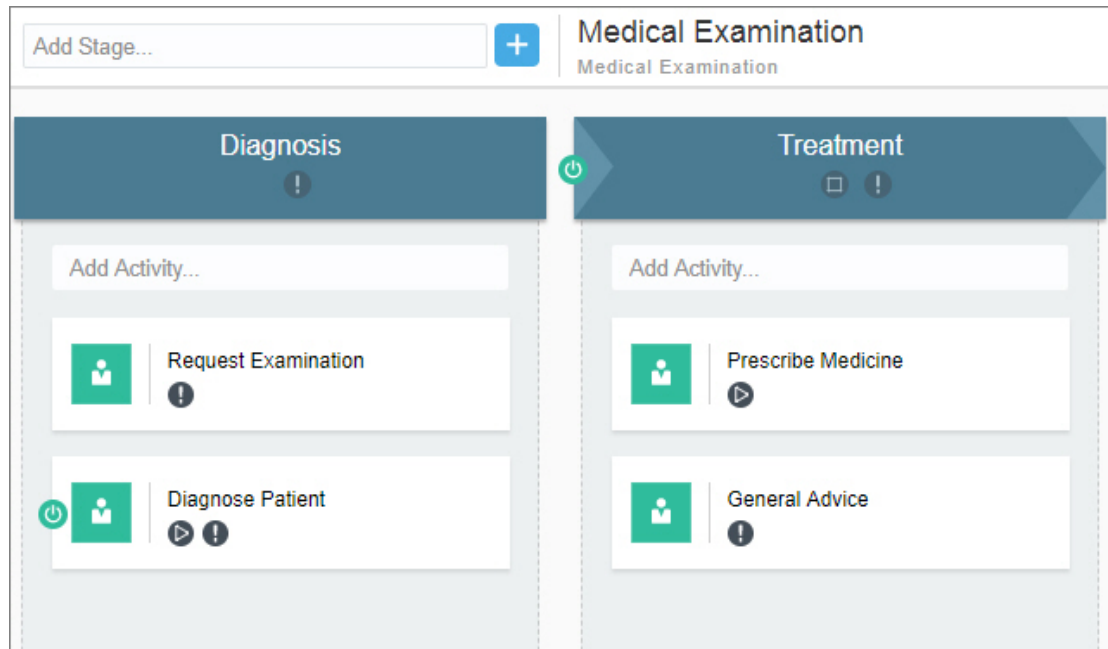 Add Stage...
Medical Examination
Medical Examination
Diagnosis
Add Activity...
Request Examination
Diagnose Patient
Treatment
Add Activity...
Prescribe Medicine
General Advice